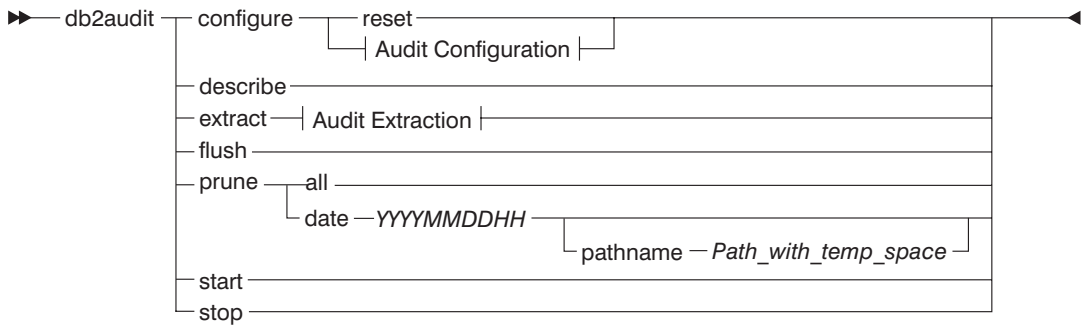 db2audit configure reset
Audit Configuration
describe
extract Audit Extraction
flush
prune all
date YYYYMMDDHH
pathname Path_with_temp_space
start
stop